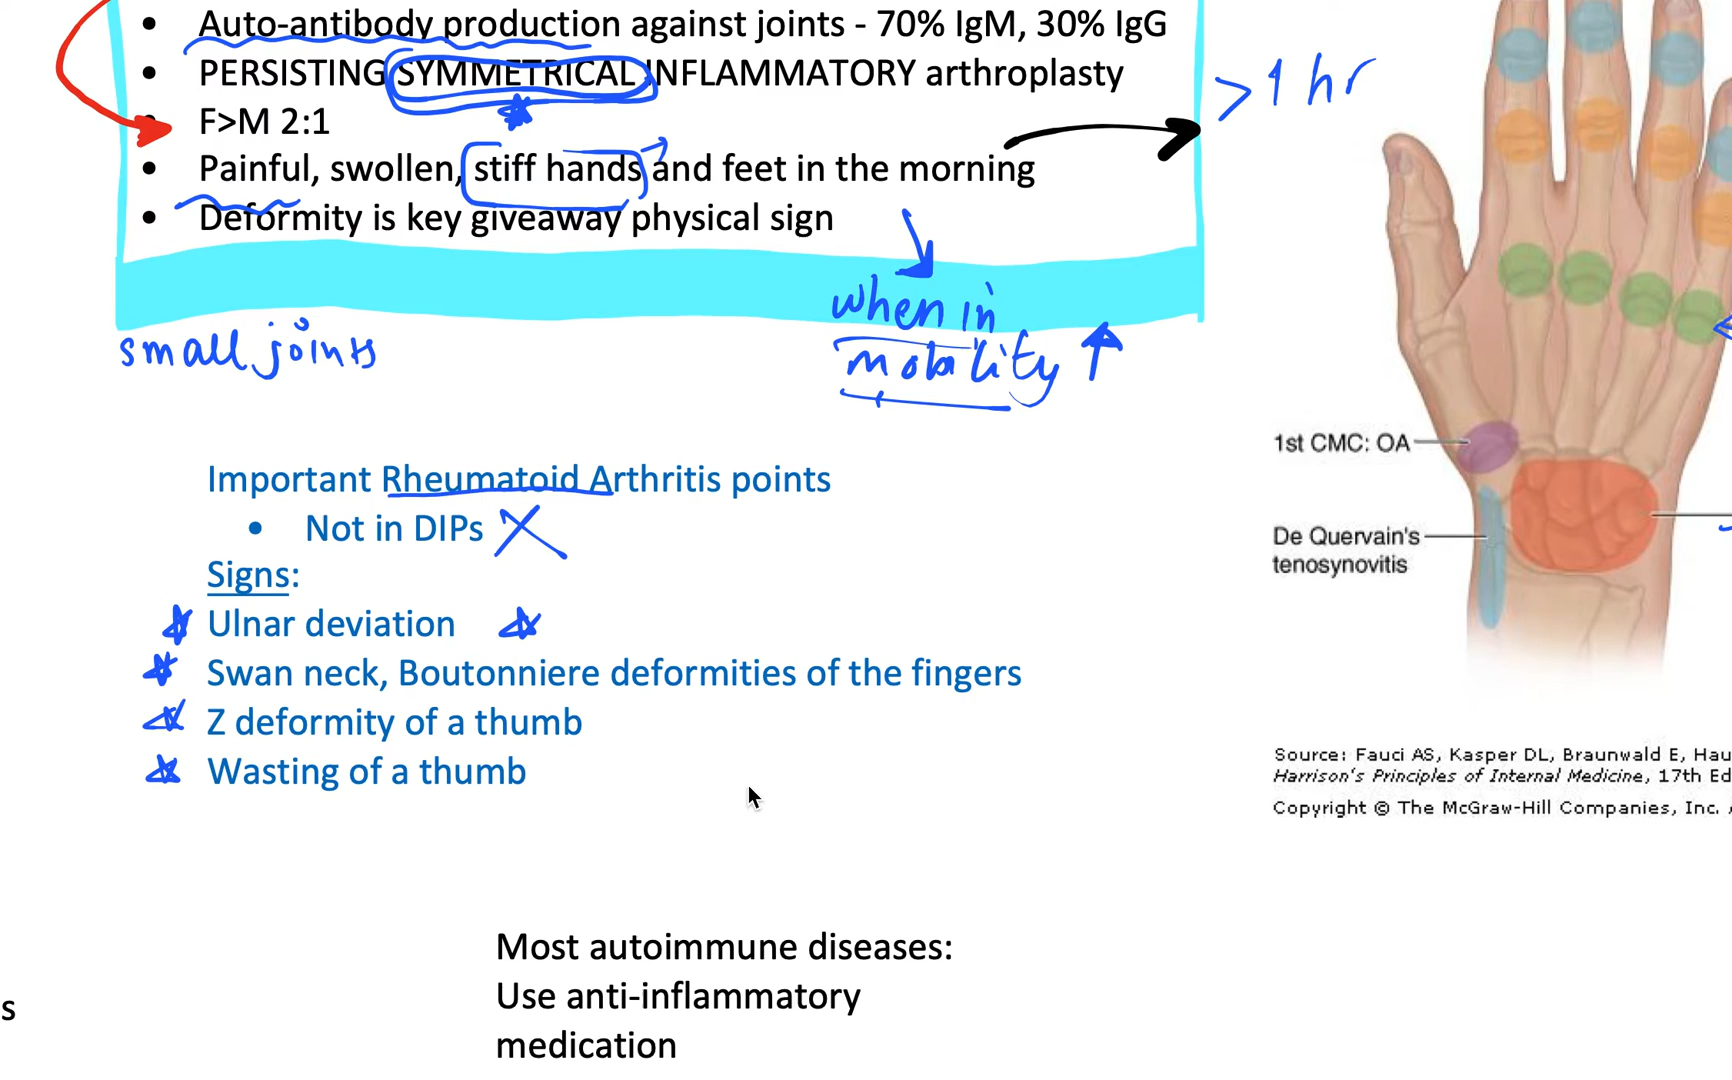 Auto-antibody production against joints - 70% IgM, 30% IgG
PERSISTING SYMMETRICAL INFLAMMATORY arthroplasty
>1 hr
F>M 2:1
Painful, swollen, stiff hands and feet in the morning
Deformity is key giveaway physical sign
when in
mobility ↑
small joints
Important Rheumatoid Arthritis points
Not in DIPs
Signs:
Ulnar deviation
Swan neck, Boutonniere deformities of the fingers
Z deformity of a thumb
Wasting of a thumb
Most autoimmune diseases:
Use anti-inflammatory
medication
s
1st CMC: OA
De Quervain's
tenosynovitis
Source: Fauci AS, Kasper DL, Braunwald E, Hau
Harrison's Principles of Internal Medicine, 17th Ed
Copyright © The McGraw-Hill Companies, Inc.